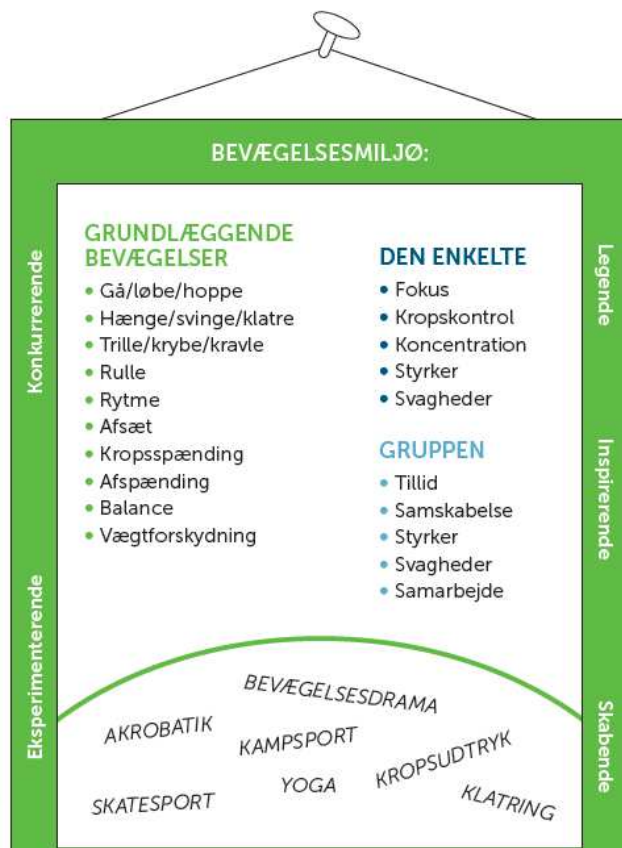 BEVÆGELSESMILJØ:
Konkurrerende
Eksperimenterende
GRUNDLÆGGENDE
BEVÆGELSER
• Gå/løbe/hoppe
• Hænge/svinge/klatre
• Trille/krybe/kravle
• Rulle
• Rytme
• Afsæt
• Kropsspænding
• Afspænding
• Balance
• Vægtforskydning
DEN ENKELTE
• Fokus
• Kropskontrol
• Koncentration
• Styrker
• Svagheder
GRUPPEN
• Tillid
• Samskabelse
• Styrker
• Svagheder
• Samarbejde
Legende
Inspirerende
Skabende
BEVÆGELSESDRAMA
AKROBATIK
KAMPSPORT
KROPSUDTRYK
SKATESPORT
YOGA
KLATRING